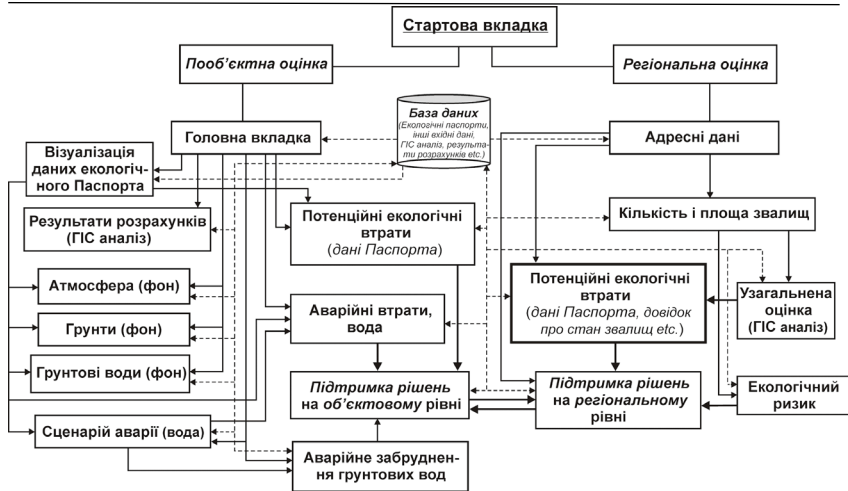 Стартова вкладка
Пооб’єктна оцінка
Регіональна оцінка
База даних
(Екологічні паспорти,
інші вхідні дані,
ГІС аналіз, результа-
ти розрахунків etc.)
Головна вкладка
Адресні дані
Візуалізація
даних екологіч-
ного Паспорта
Результати розрахунків
(ГІС аналіз)
Потенційні екологічні
втрати
(дані Паспорта)
Кількість і площа звалищ
Атмосфера (фон)
Грунти (фон)
Грунтові води (фон)
Аварійні втрати,
вода
Потенційні екологічні
втрати
(дані Паспорта, довідок
про стан звалищ etc.)
Узагальнена
оцінка
(ГІС аналіз)
Підтримка рішень
на об’єктовому рівні
Підтримка рішень
на регіональному
рівні
Екологічний
ризик
Сценарій аварії (вода)
Аварійне забруднен-
ня грунтових вод